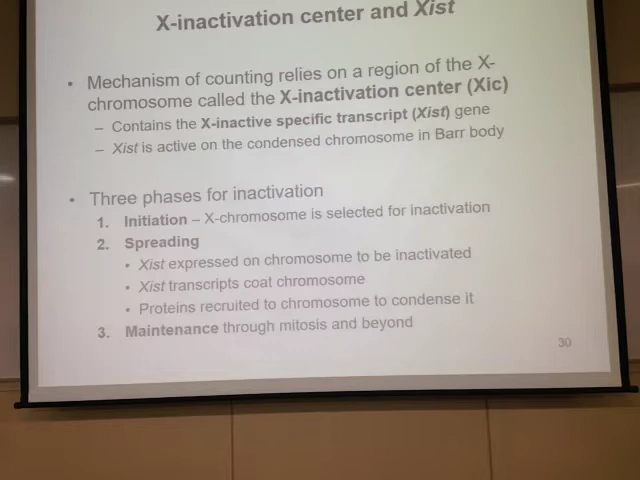 X-inactivation center and Xist
• Mechanism of counting relies on a region of the X-
chromosome called the X-inactivation center (Xic)
– Contains the X-inactive specific transcript (Xist) gene
– Xist is active on the condensed chromosome in Barr body
• Three phases for inactivation
1. Initiation – X-chromosome is selected for inactivation
2. Spreading
• Xist expressed on chromosome to be inactivated
• Xist transcripts coat chromosome
• Proteins recruited to chromosome to condense it
3. Maintenance through mitosis and beyond
30